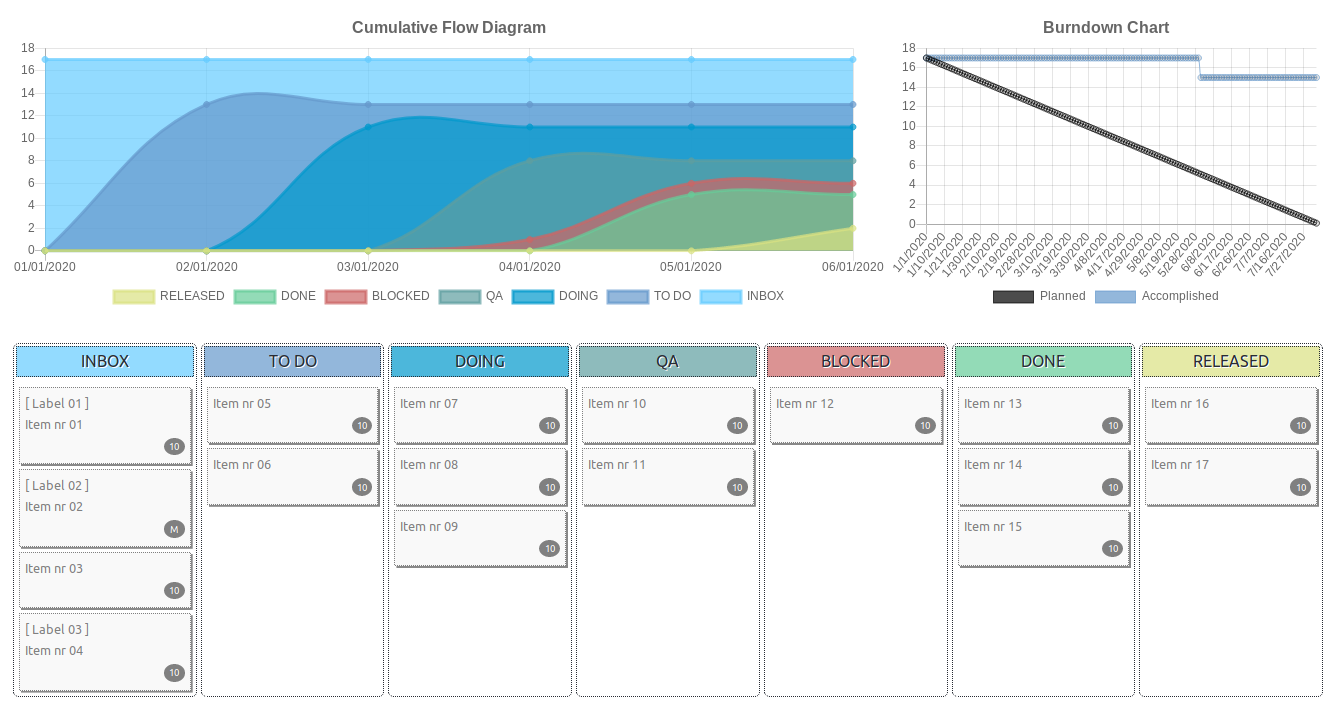 Cumulative Flow Diagram
18
16
14
12
10
8
6
4
2
0
01/01/2020 02/01/2020 03/01/2020 04/01/2020 05/01/2020 06/01/2020
RELEASED DONE BLOCKED QA DOING TO DO INBOX
Burndown Chart
18
16
14
12
10
8
6
4
2
0
1/1/2020 1/10/2020 1/21/2020 1/30/2020 2/10/2020 2/19/2020 2/28/2020 3/10/2020 3/19/2020 3/30/2020 4/8/2020 4/17/2020 4/29/2020 5/8/2020 5/19/2020 5/28/2020 6/8/2020 6/17/2020 6/26/2020 7/7/2020 7/16/2020 7/27/2020
Planned Accomplished
INBOX
[ Label 01 ]
Item nr 01
10
[ Label 02 ]
Item nr 02
M
Item nr 03
10
[ Label 03 ]
Item nr 04
10
TO DO
Item nr 05
10
Item nr 06
10
DOING
Item nr 07
10
Item nr 08
10
Item nr 09
10
QA
Item nr 10
10
Item nr 11
10
BLOCKED
Item nr 12
10
DONE
Item nr 13
10
Item nr 14
10
Item nr 15
10
RELEASED
Item nr 16
10
Item nr 17
10